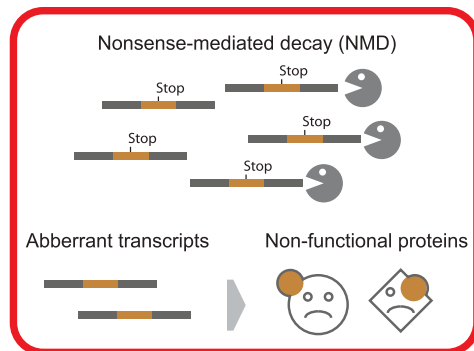 Nonsense-mediated decay (NMD)
Stop
Stop
Stop
Stop
Stop
Abberrant transcripts
Non-functional proteins